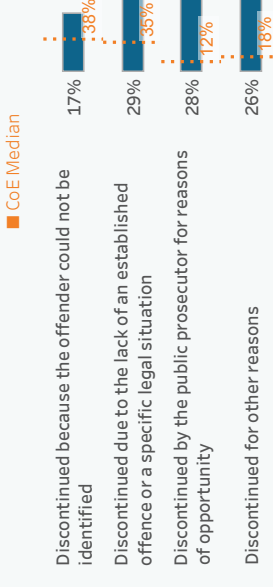 CoE Median
Discontinued because the offender could not be
identified
17%
38%
Discontinued due to the lack of an established
offence or a specific legal situation
29%
35%
Discontinued by the public prosecutor for reasons
of opportunity
28%
12%
Discontinued for other reasons
26%
18%